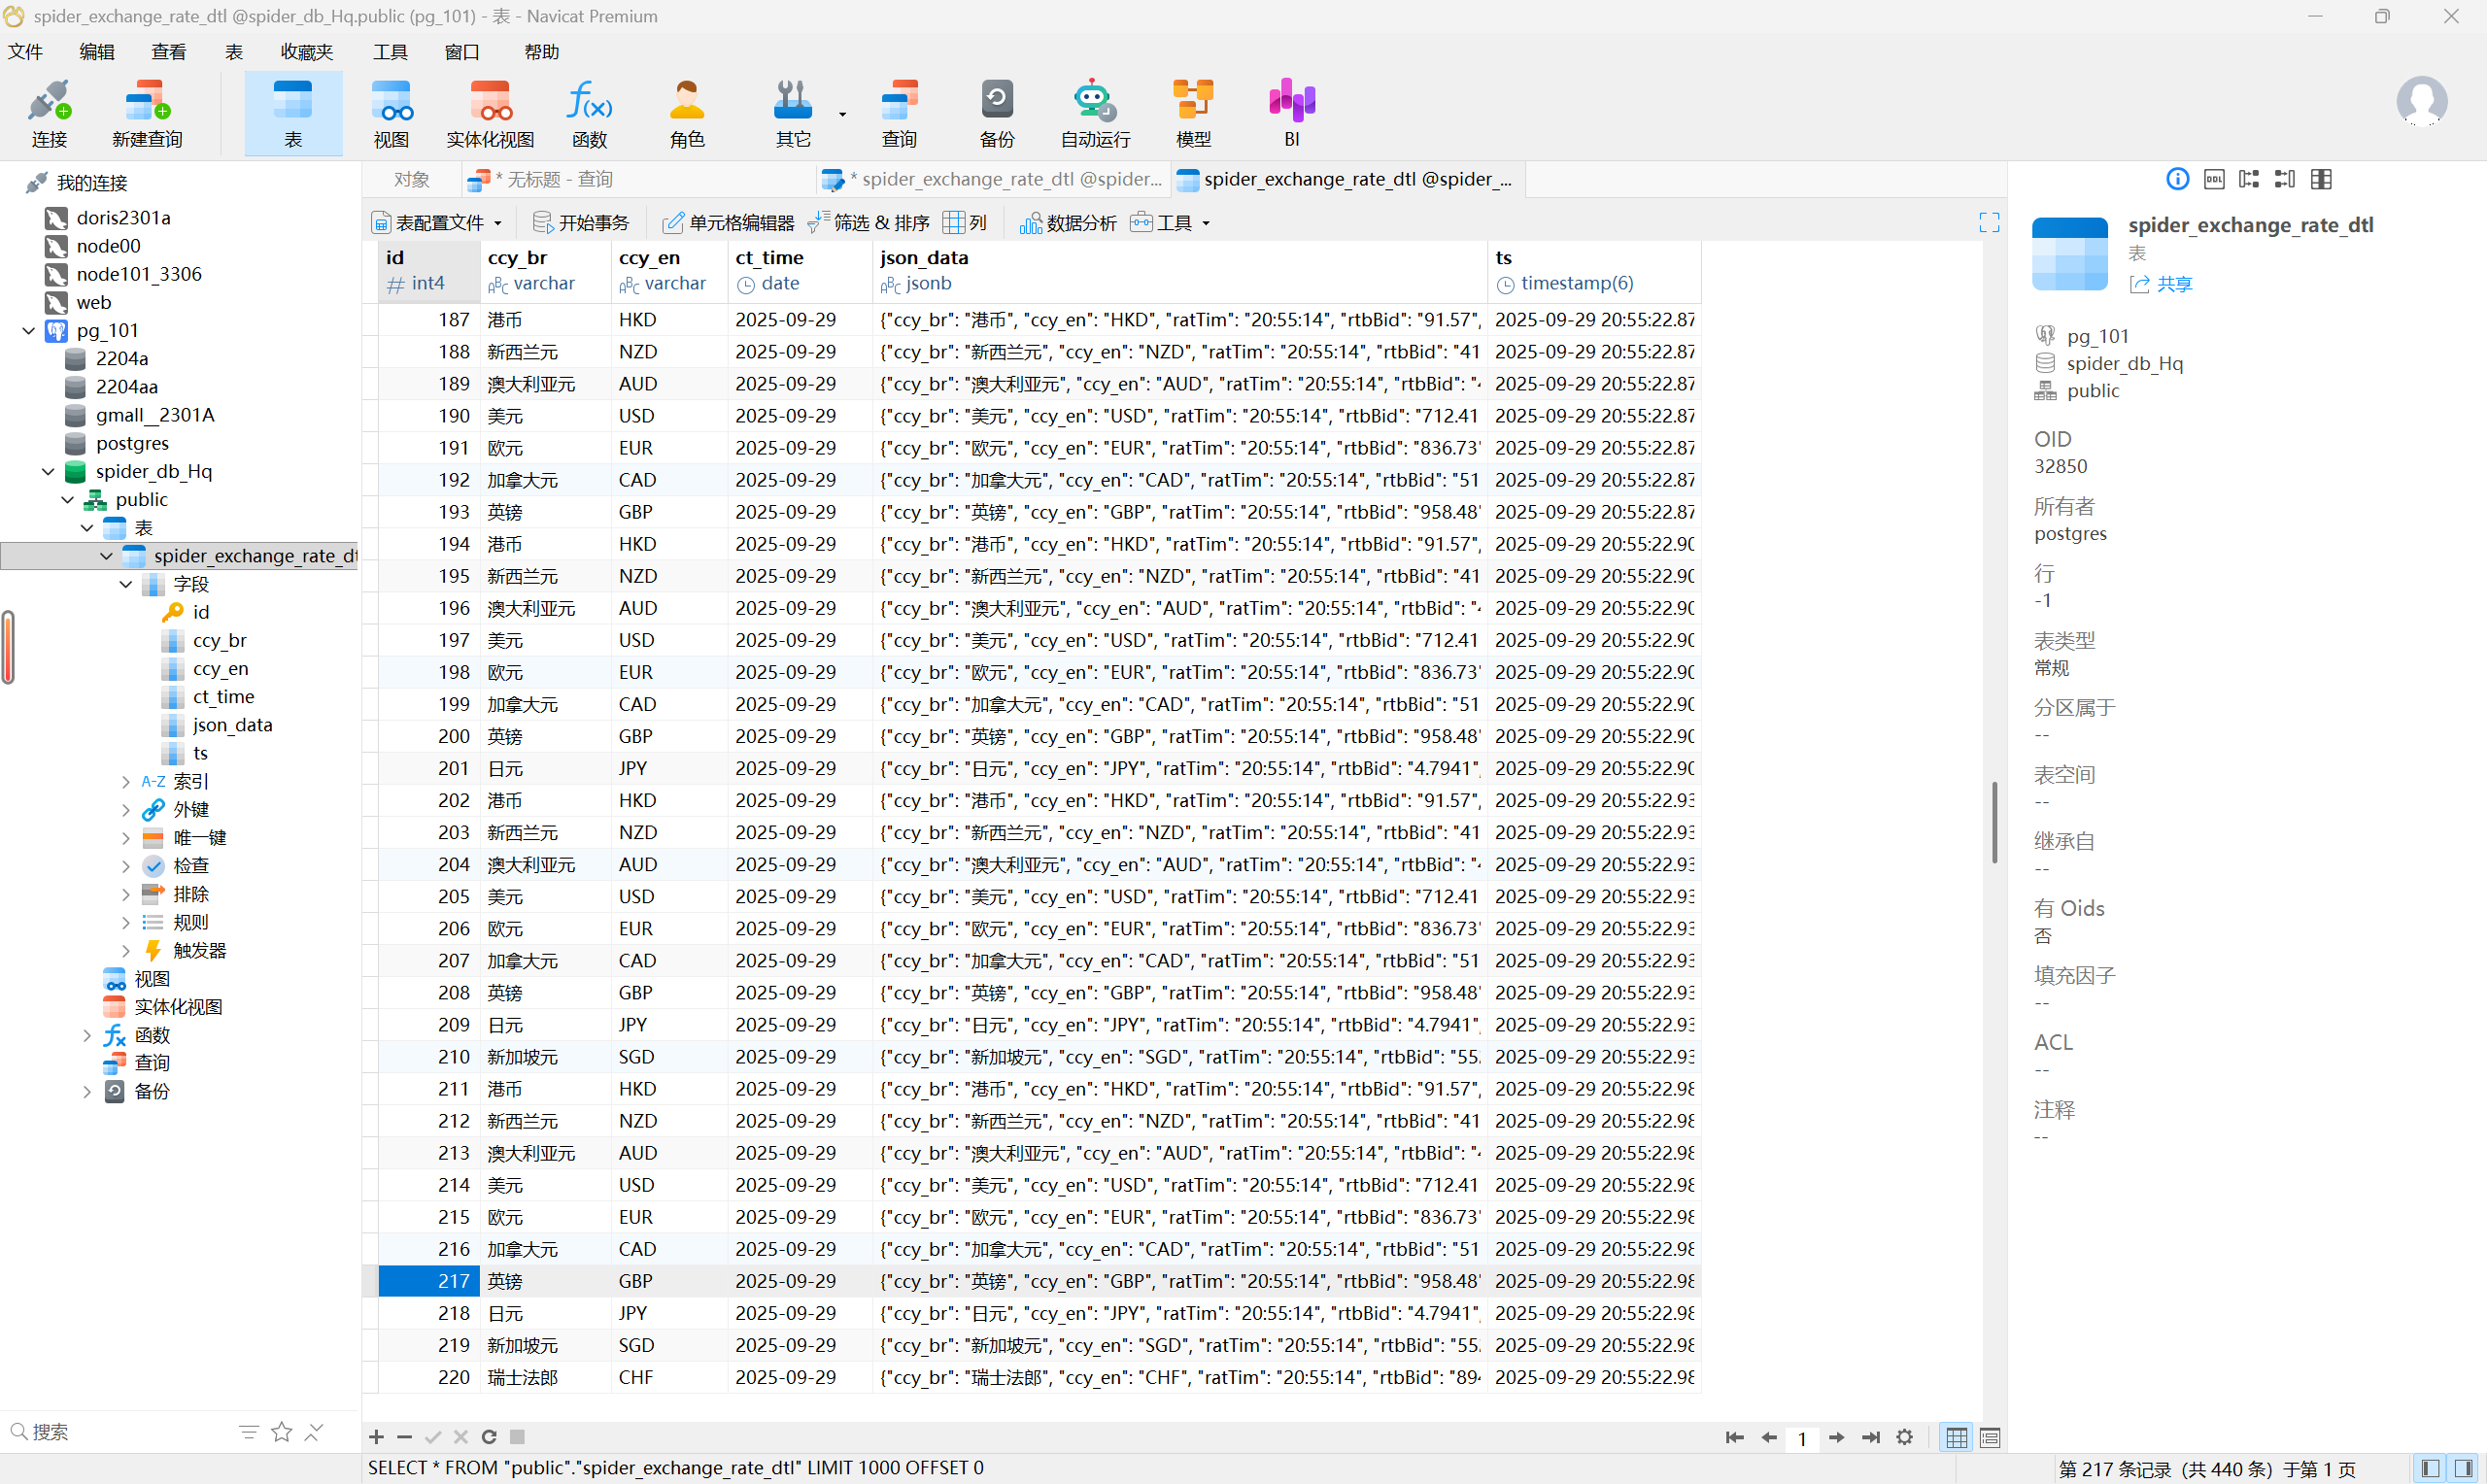 spider_exchange_rate_dtl @spider_db_Hq.public (pg_101) - 表 - Navicat Premium
文件 编辑 查看 表 收藏夹 工具 窗口 帮助
连接 新建查询 表 视图 实体化视图 函数 角色 其它 查询 备份 自动运行 模型 BI
我的连接
doris2301a
node00
node101_3306
web
pg_101
2204a
2204aa
gmall__2301A
postgres
spider_db_Hq
public
表
spider_exchange_rate_dt
字段
id
ccy_br
ccy_en
ct_time
json_data
ts
A-Z 索引
外键
唯一键
检查
排除
规则
触发器
视图
实体化视图
函数
查询
备份
搜索
对象 * 无标题 - 查询 * spider_exchange_rate_dtl @spider... spider_exchange_rate_dtl @spider_...
表配置文件 开始事务 单元格编辑器 筛选 & 排序 列 数据分析 工具
id ccy_br ccy_en ct_time json_data ts
# int4 varchar varchar date jsonb timestamp(6)
187 港币 HKD 2025-09-29 {"ccy_br": "港币", "ccy_en": "HKD", "ratTim": "20:55:14", "rtbBid": "91.57", 2025-09-29 20:55:22.87
188 新西兰元 NZD 2025-09-29 {"ccy_br": "新西兰元", "ccy_en": "NZD", "ratTim": "20:55:14", "rtbBid": "41 2025-09-29 20:55:22.87
189 澳大利亚元 AUD 2025-09-29 {"ccy_br": "澳大利亚元", "ccy_en": "AUD", "ratTim": "20:55:14", "rtbBid": " 2025-09-29 20:55:22.87
190 美元 USD 2025-09-29 {"ccy_br": "美元", "ccy_en": "USD", "ratTim": "20:55:14", "rtbBid": "712.41 2025-09-29 20:55:22.87
191 欧元 EUR 2025-09-29 {"ccy_br": "欧元", "ccy_en": "EUR", "ratTim": "20:55:14", "rtbBid": "836.73" 2025-09-29 20:55:22.87
192 加拿大元 CAD 2025-09-29 {"ccy_br": "加拿大元", "ccy_en": "CAD", "ratTim": "20:55:14", "rtbBid": "51 2025-09-29 20:55:22.87
193 英镑 GBP 2025-09-29 {"ccy_br": "英镑", "ccy_en": "GBP", "ratTim": "20:55:14", "rtbBid": "958.48" 2025-09-29 20:55:22.87
194 港币 HKD 2025-09-29 {"ccy_br": "港币", "ccy_en": "HKD", "ratTim": "20:55:14", "rtbBid": "91.57", 2025-09-29 20:55:22.90
195 新西兰元 NZD 2025-09-29 {"ccy_br": "新西兰元", "ccy_en": "NZD", "ratTim": "20:55:14", "rtbBid": "41 2025-09-29 20:55:22.90
196 澳大利亚元 AUD 2025-09-29 {"ccy_br": "澳大利亚元", "ccy_en": "AUD", "ratTim": "20:55:14", "rtbBid": " 2025-09-29 20:55:22.90
197 美元 USD 2025-09-29 {"ccy_br": "美元", "ccy_en": "USD", "ratTim": "20:55:14", "rtbBid": "712.41 2025-09-29 20:55:22.90
198 欧元 EUR 2025-09-29 {"ccy_br": "欧元", "ccy_en": "EUR", "ratTim": "20:55:14", "rtbBid": "836.73" 2025-09-29 20:55:22.90
199 加拿大元 CAD 2025-09-29 {"ccy_br": "加拿大元", "ccy_en": "CAD", "ratTim": "20:55:14", "rtbBid": "51 2025-09-29 20:55:22.90
200 英镑 GBP 2025-09-29 {"ccy_br": "英镑", "ccy_en": "GBP", "ratTim": "20:55:14", "rtbBid": "958.48" 2025-09-29 20:55:22.90
201 日元 JPY 2025-09-29 {"ccy_br": "日元", "ccy_en": "JPY", "ratTim": "20:55:14", "rtbBid": "4.7941", 2025-09-29 20:55:22.90
202 港币 HKD 2025-09-29 {"ccy_br": "港币", "ccy_en": "HKD", "ratTim": "20:55:14", "rtbBid": "91.57", 2025-09-29 20:55:22.93
203 新西兰元 NZD 2025-09-29 {"ccy_br": "新西兰元", "ccy_en": "NZD", "ratTim": "20:55:14", "rtbBid": "41 2025-09-29 20:55:22.93
204 澳大利亚元 AUD 2025-09-29 {"ccy_br": "澳大利亚元", "ccy_en": "AUD", "ratTim": "20:55:14", "rtbBid": " 2025-09-29 20:55:22.93
205 美元 USD 2025-09-29 {"ccy_br": "美元", "ccy_en": "USD", "ratTim": "20:55:14", "rtbBid": "712.41 2025-09-29 20:55:22.93
206 欧元 EUR 2025-09-29 {"ccy_br": "欧元", "ccy_en": "EUR", "ratTim": "20:55:14", "rtbBid": "836.73" 2025-09-29 20:55:22.93
207 加拿大元 CAD 2025-09-29 {"ccy_br": "加拿大元", "ccy_en": "CAD", "ratTim": "20:55:14", "rtbBid": "51 2025-09-29 20:55:22.93
208 英镑 GBP 2025-09-29 {"ccy_br": "英镑", "ccy_en": "GBP", "ratTim": "20:55:14", "rtbBid": "958.48" 2025-09-29 20:55:22.93
209 日元 JPY 2025-09-29 {"ccy_br": "日元", "ccy_en": "JPY", "ratTim": "20:55:14", "rtbBid": "4.7941", 2025-09-29 20:55:22.93
210 新加坡元 SGD 2025-09-29 {"ccy_br": "新加坡元", "ccy_en": "SGD", "ratTim": "20:55:14", "rtbBid": "55. 2025-09-29 20:55:22.93
211 港币 HKD 2025-09-29 {"ccy_br": "港币", "ccy_en": "HKD", "ratTim": "20:55:14", "rtbBid": "91.57", 2025-09-29 20:55:22.98
212 新西兰元 NZD 2025-09-29 {"ccy_br": "新西兰元", "ccy_en": "NZD", "ratTim": "20:55:14", "rtbBid": "41 2025-09-29 20:55:22.98
213 澳大利亚元 AUD 2025-09-29 {"ccy_br": "澳大利亚元", "ccy_en": "AUD", "ratTim": "20:55:14", "rtbBid": " 2025-09-29 20:55:22.98
214 美元 USD 2025-09-29 {"ccy_br": "美元", "ccy_en": "USD", "ratTim": "20:55:14", "rtbBid": "712.41 2025-09-29 20:55:22.98
215 欧元 EUR 2025-09-29 {"ccy_br": "欧元", "ccy_en": "EUR", "ratTim": "20:55:14", "rtbBid": "836.73" 2025-09-29 20:55:22.98
216 加拿大元 CAD 2025-09-29 {"ccy_br": "加拿大元", "ccy_en": "CAD", "ratTim": "20:55:14", "rtbBid": "51 2025-09-29 20:55:22.98
217 英镑 GBP 2025-09-29 {"ccy_br": "英镑", "ccy_en": "GBP", "ratTim": "20:55:14", "rtbBid": "958.48" 2025-09-29 20:55:22.98
218 日元 JPY 2025-09-29 {"ccy_br": "日元", "ccy_en": "JPY", "ratTim": "20:55:14", "rtbBid": "4.7941", 2025-09-29 20:55:22.98
219 新加坡元 SGD 2025-09-29 {"ccy_br": "新加坡元", "ccy_en": "SGD", "ratTim": "20:55:14", "rtbBid": "55. 2025-09-29 20:55:22.98
220 瑞士法郎 CHF 2025-09-29 {"ccy_br": "瑞士法郎", "ccy_en": "CHF", "ratTim": "20:55:14", "rtbBid": "89 2025-09-29 20:55:22.98
1
SELECT * FROM "public"."spider_exchange_rate_dtl" LIMIT 1000 OFFSET 0
第 217 条记录 (共 440 条) 于第 1 页
DDL
spider_exchange_rate_dtl
表
共享
pg_101
spider_db_Hq
public
OID
32850
所有者
postgres
行
-1
表类型
常规
分区属于
--
表空间
--
继承自
--
有 Oids
否
填充因子
--
ACL
--
注释
--